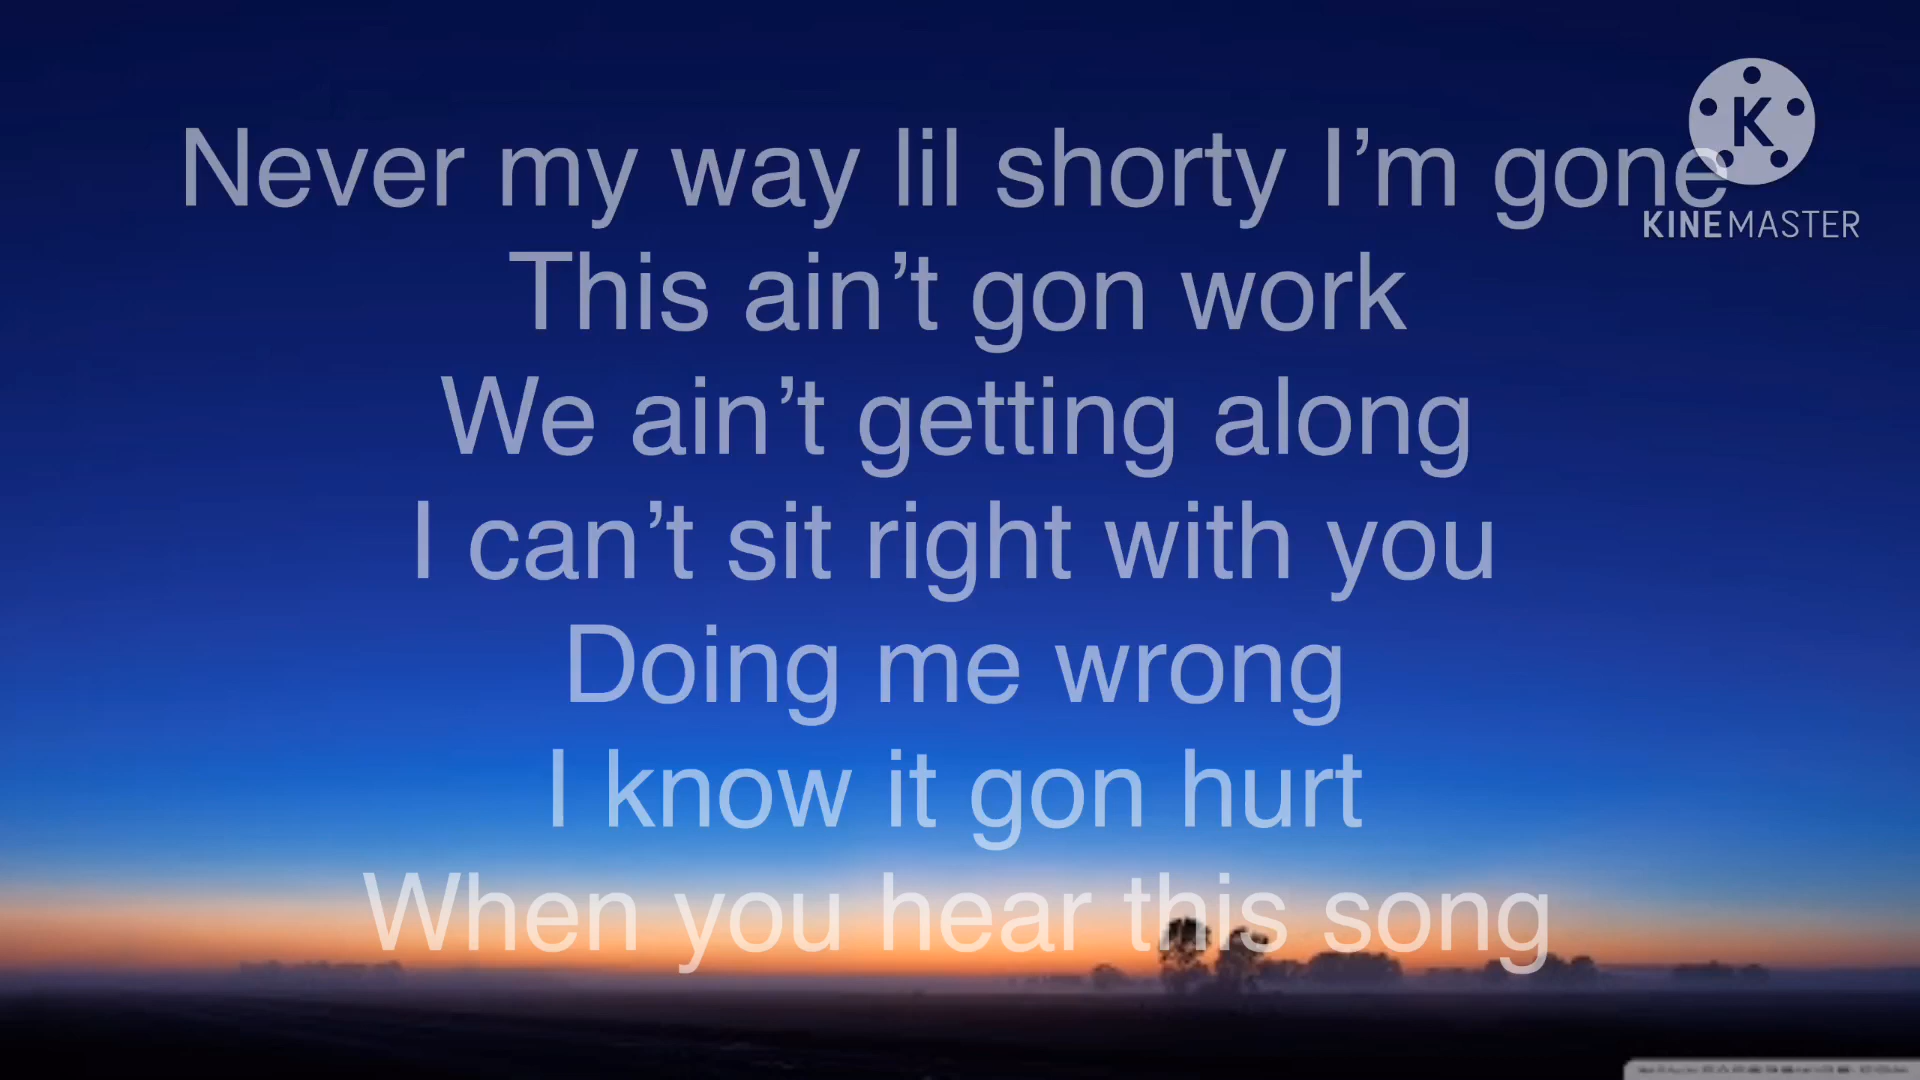 Never my way lil shorty I’m gone
KINEMASTER
This ain’t gon work
We ain’t getting along
I can’t sit right with you
Doing me wrong
I know it gon hurt
When you hear this song